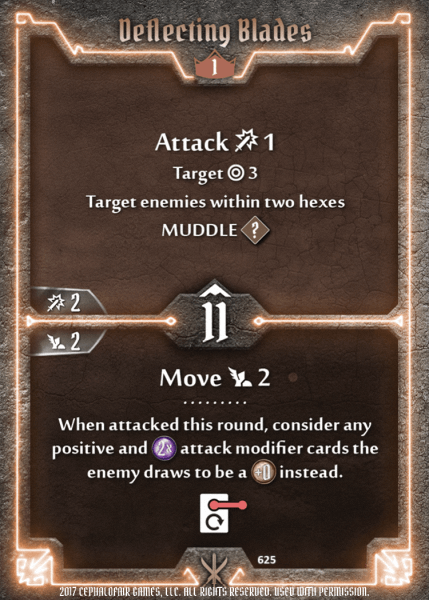 Deflecting Blades
1
Attack 1
Target 3
Target enemies within two hexes
MUDDLE ?
2
11
2
Move 2
When attacked this round, consider any
positive and 2x attack modifier cards the
enemy draws to be a +0 instead.
625
2017 CEPHALOFAIR GAMES, LLC. ALL RIGHTS RESERVED. USED WITH PERMISSION.